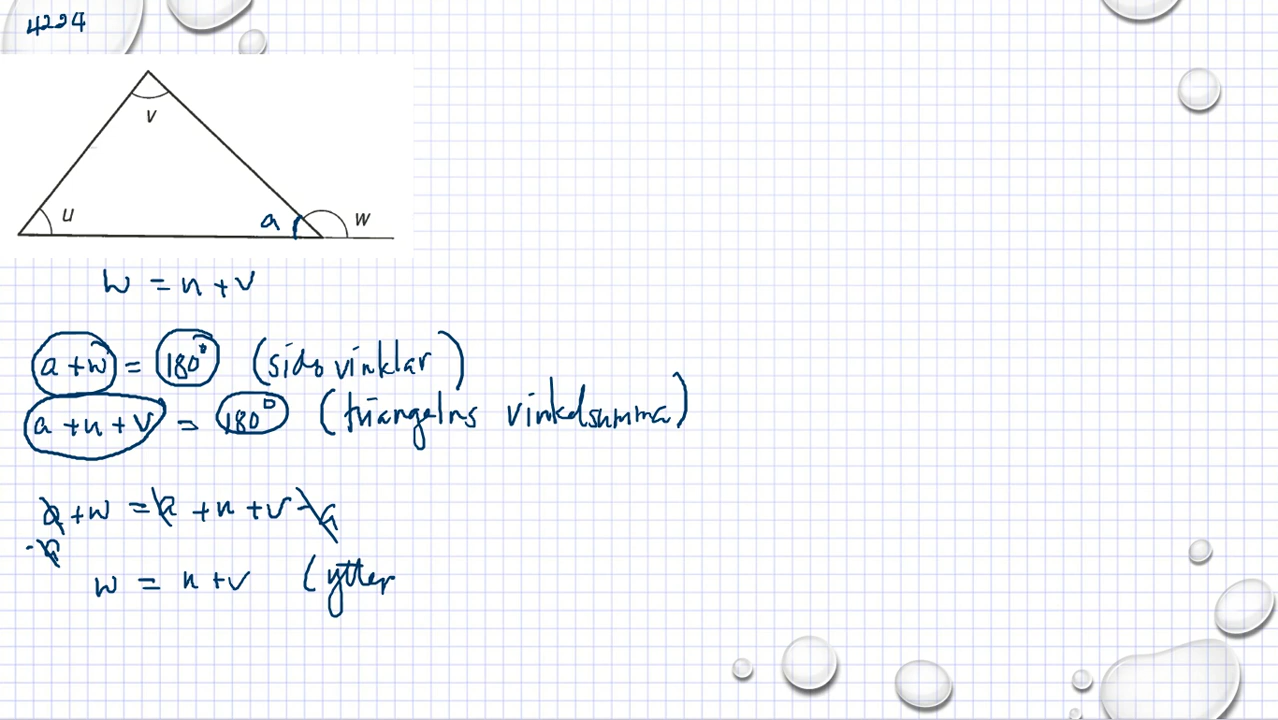 4224
v
u
a
w
w = u + v
a + w = 180° (sidovinklar)
a + u + v = 180° (triangelns vinkelsumma)
a + w = a + u + v - a
- a
w = u + v (ytter